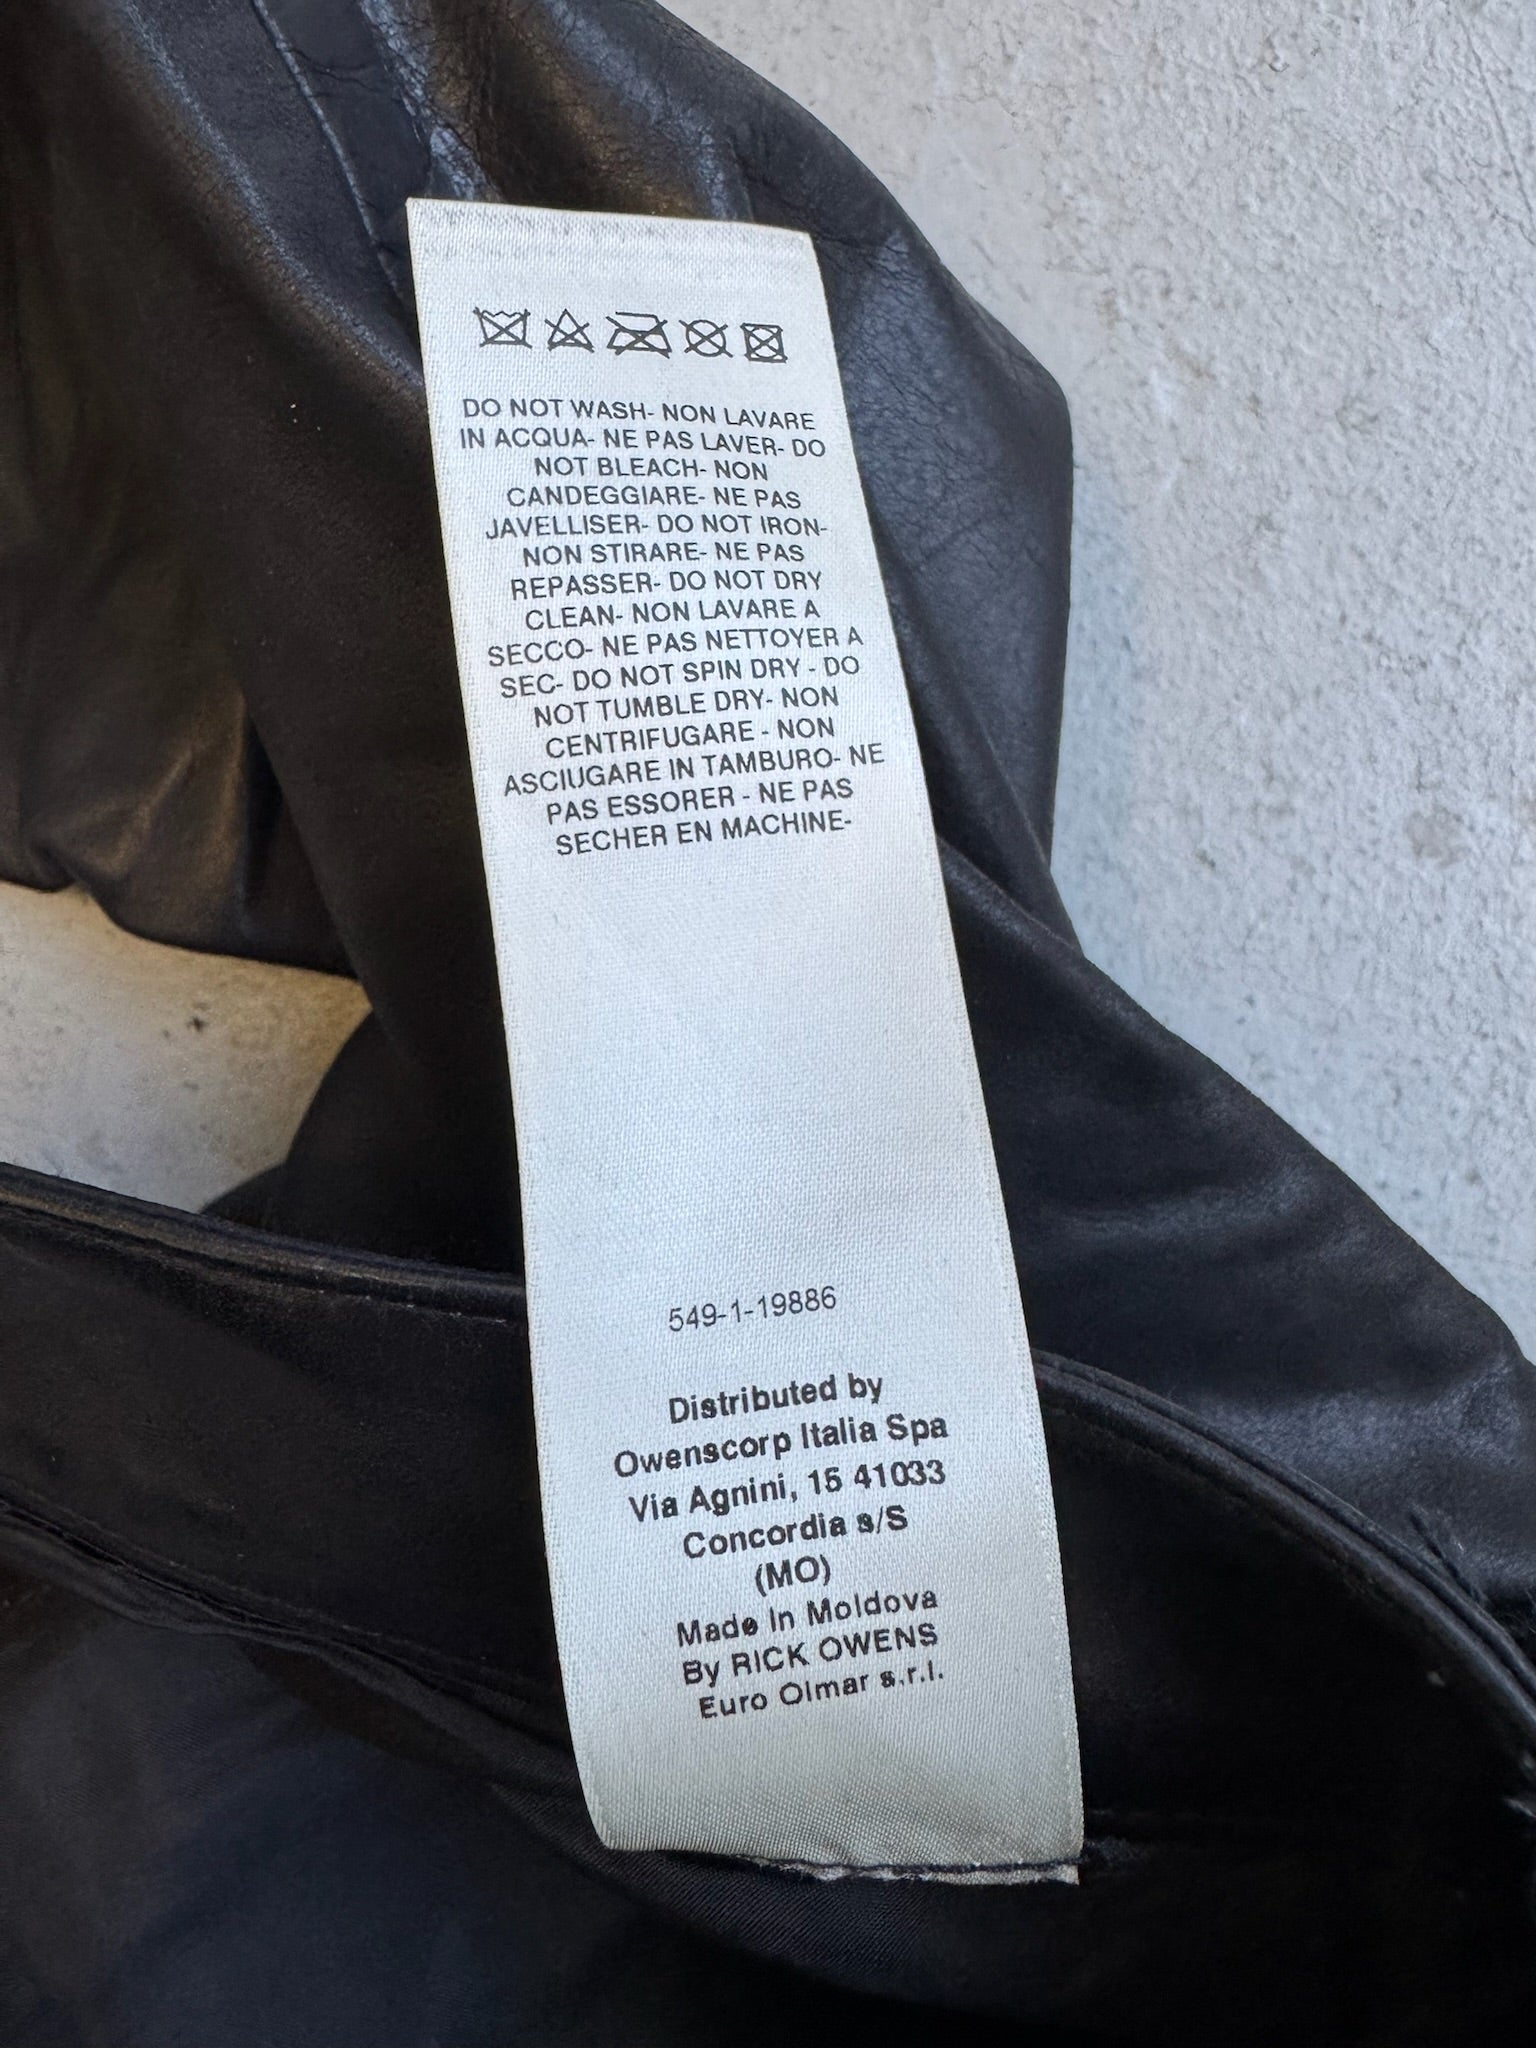 DO NOT WASH- NON LAVARE
IN ACQUA- NE PAS LAVER- DO
NOT BLEACH- NON
CANDEGGIARE- NE PAS
JAVELLISER- DO NOT IRON-
NON STIRARE- NE PAS
REPASSER- DO NOT DRY
CLEAN- NON LAVARE A
SECCO- NE PAS NETTOYER A
SEC- DO NOT SPIN DRY - DO
NOT TUMBLE DRY- NON
CENTRIFUGARE - NON
ASCIUGARE IN TAMBURO- NE
PAS ESSORER - NE PAS
SECHER EN MACHINE-
549-1-19886
Distributed by
Owenscorp Italia Spa
Via Agnini, 15 41033
Concordia s/S
(MO)
Made In Moldova
By RICK OWENS
Euro Olmar s.r.l.